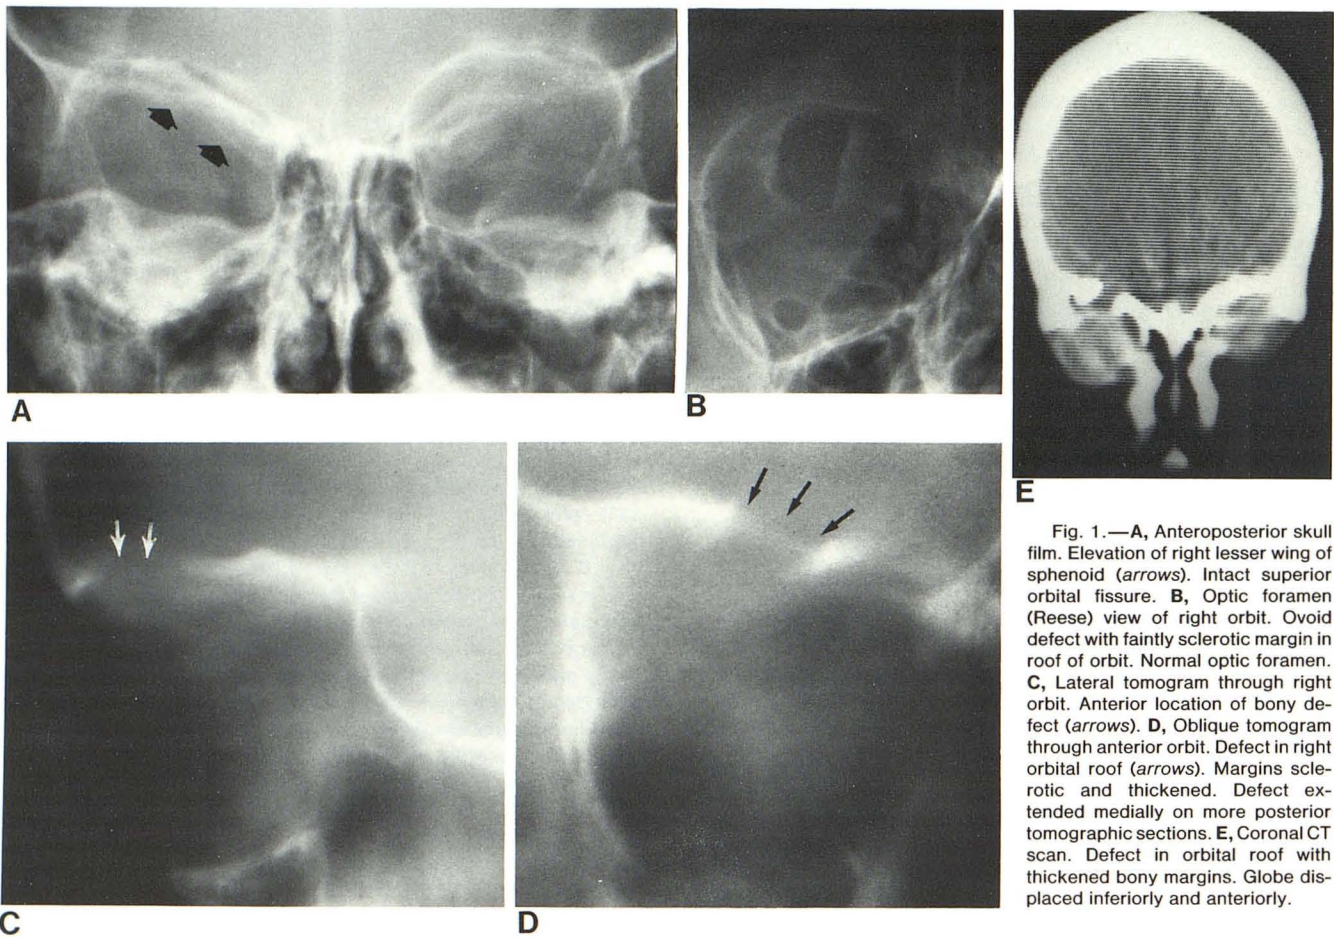 A
B
E
C
D
Fig. 1.—A, Anteroposterior skull
film. Elevation of right lesser wing of
sphenoid (arrows). Intact superior
orbital fissure. B, Optic foramen
(Reese) view of right orbit. Ovoid
defect with faintly sclerotic margin in
roof of orbit. Normal optic foramen.
C, Lateral tomogram through right
orbit. Anterior location of bony de-
fect (arrows). D, Oblique tomogram
through anterior orbit. Defect in right
orbital roof (arrows). Margins scle-
rotic and thickened. Defect ex-
tended medially on more posterior
tomographic sections. E, Coronal CT
scan. Defect in orbital roof with
thickened bony margins. Globe dis-
placed inferiorly and anteriorly.